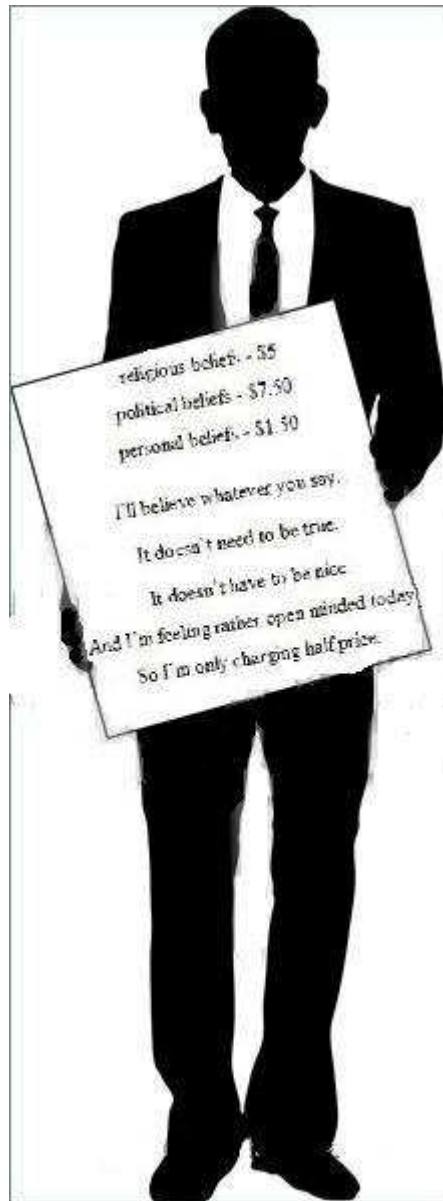 religious beliefs - $5
political beliefs - $7.50
personal beliefs - $1.50
I'll believe whatever you say.
It doesn't need to be true.
It doesn't have to be nice
And I'm feeling rather open minded today
So I'm only charging half price.